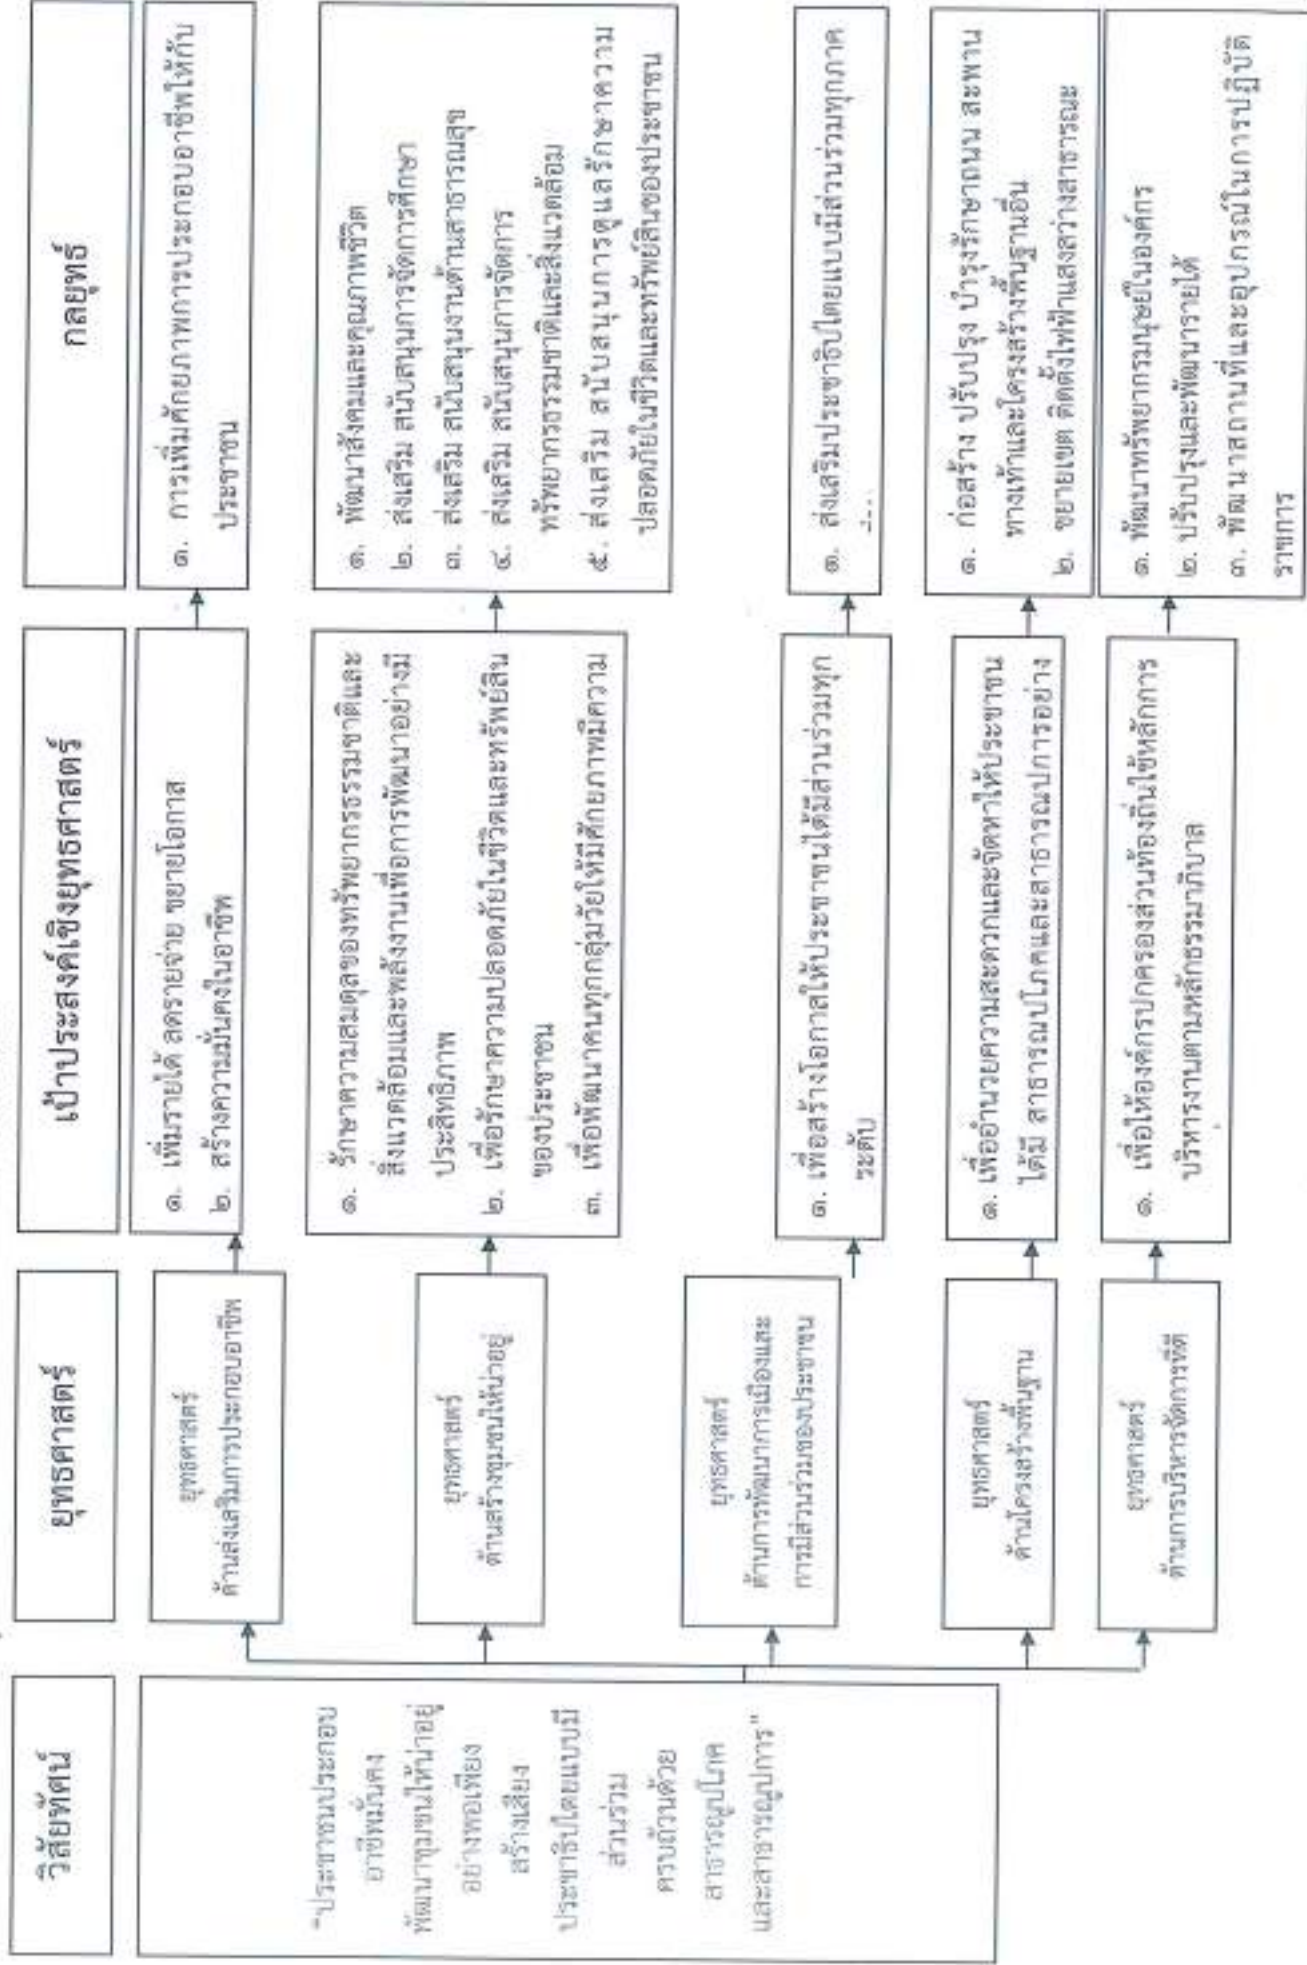 วิสัยทัศน์
ยุทธศาสตร์
เป้าประสงค์เชิงยุทธศาสตร์
กลยุทธ์
"ประชาชนประกอบ
อาชีพมั่นคง
พัฒนาชุมชนให้น่าอยู่
อย่างพอเพียง
สร้างเสียง
ประชาธิปไตยแบบมี
ส่วนร่วม
ครบถ้วนด้วย
สาธารณูปโภค
และสาธารณูปการ"
ยุทธศาสตร์
ด้านส่งเสริมการประกอบอาชีพ
๑. เพิ่มรายได้ ลดรายจ่าย ขยายโอกาส
๒. สร้างความมั่นคงในอาชีพ
๑. การเพิ่มศักยภาพการประกอบอาชีพให้กับ
ประชาชน
ยุทธศาสตร์
ด้านสร้างชุมชนให้น่าอยู่
๑. รักษาความสมดุลของทรัพยากรธรรมชาติและ
สิ่งแวดล้อมและพลังงานเพื่อการพัฒนาอย่างมี
ประสิทธิภาพ
๒. เพื่อรักษาความปลอดภัยในชีวิตและทรัพย์สิน
ของประชาชน
๓. เพื่อพัฒนาคนทุกกลุ่มวัยให้มีศักยภาพมีความ
๑. พัฒนาสังคมและคุณภาพชีวิต
๒. ส่งเสริม สนับสนุนการจัดการศึกษา
๓. ส่งเสริม สนับสนุนงานด้านสาธารณสุข
๔. ส่งเสริม สนับสนุนการจัดการ
ทรัพยากรธรรมชาติและสิ่งแวดล้อม
๕. ส่งเสริม สนับสนุนการดูแลรักษาความ
ปลอดภัยในชีวิตและทรัพย์สินของประชาชน
ยุทธศาสตร์
ด้านการพัฒนาการเมืองและ
การมีส่วนร่วมของประชาชน
๑. เพื่อสร้างโอกาสให้ประชาชนได้มีส่วนร่วมทุก
ระดับ
๑. ส่งเสริมประชาธิปไตยแบบมีส่วนร่วมทุกภาค
ยุทธศาสตร์
ด้านโครงสร้างพื้นฐาน
๑. เพื่ออำนวยความสะดวกและจัดหาให้ประชาชน
ได้มี สาธารณูปโภคและสาธารณูปการอย่าง
๑. ก่อสร้าง ปรับปรุง บำรุงรักษาถนน สะพาน
ทางเท้าและโครงสร้างพื้นฐานอื่น
๒. ขยายเขต ติดตั้งไฟฟ้าแสงสว่างสาธารณะ
ยุทธศาสตร์
ด้านการบริหารจัดการที่ดี
๑. เพื่อให้องค์กรปกครองส่วนท้องถิ่นใช้หลักการ
บริหารงานตามหลักธรรมาภิบาล
๑. พัฒนาทรัพยากรมนุษย์ในองค์กร
๒. ปรับปรุงและพัฒนารายได้
๓. พัฒนาสถานที่และอุปกรณ์ในการปฏิบัติ
ราชการ